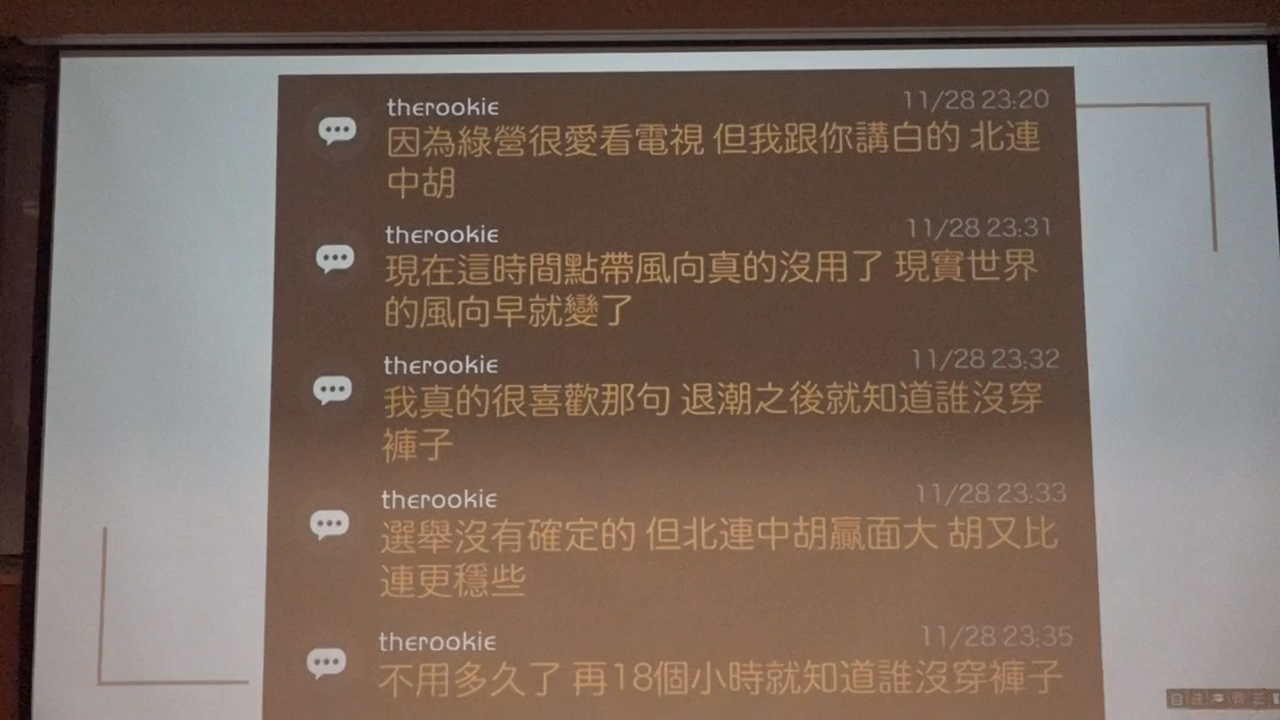 therookie 11/28 23:20
因為綠營很愛看電視 但我跟你講白的 北連
中胡
therookie 11/28 23:31
現在這時間點帶風向真的沒用了 現實世界
的風向早就變了
therookie 11/28 23:32
我真的很喜歡那句 退潮之後就知道誰沒穿
褲子
therookie 11/28 23:33
選舉沒有確定的 但北連中胡贏面大 胡又比
連更穩些
therookie 11/28 23:35
不用多久了 再18個小時就知道誰沒穿褲子